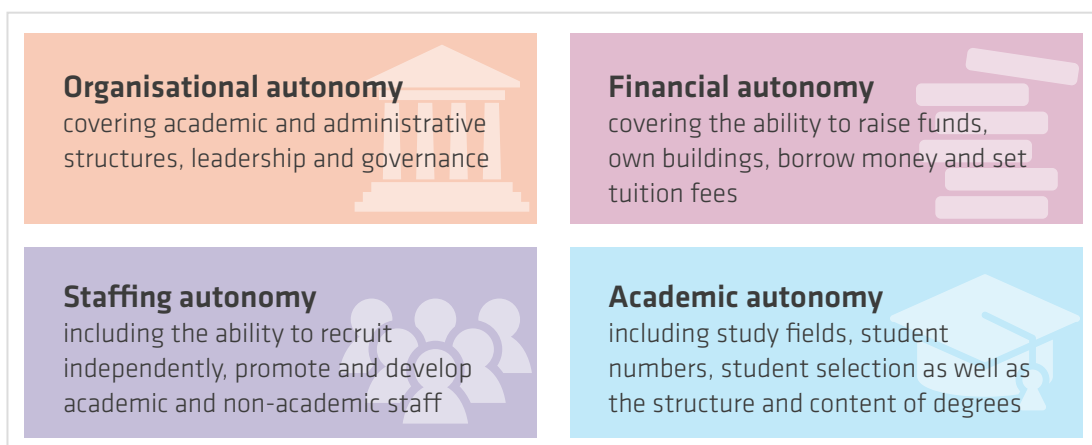 Organisational autonomy
covering academic and administrative
structures, leadership and governance
Financial autonomy
covering the ability to raise funds,
own buildings, borrow money and set
tuition fees
Staffing autonomy
including the ability to recruit
independently, promote and develop
academic and non-academic staff
Academic autonomy
including study fields, student
numbers, student selection as well as
the structure and content of degrees